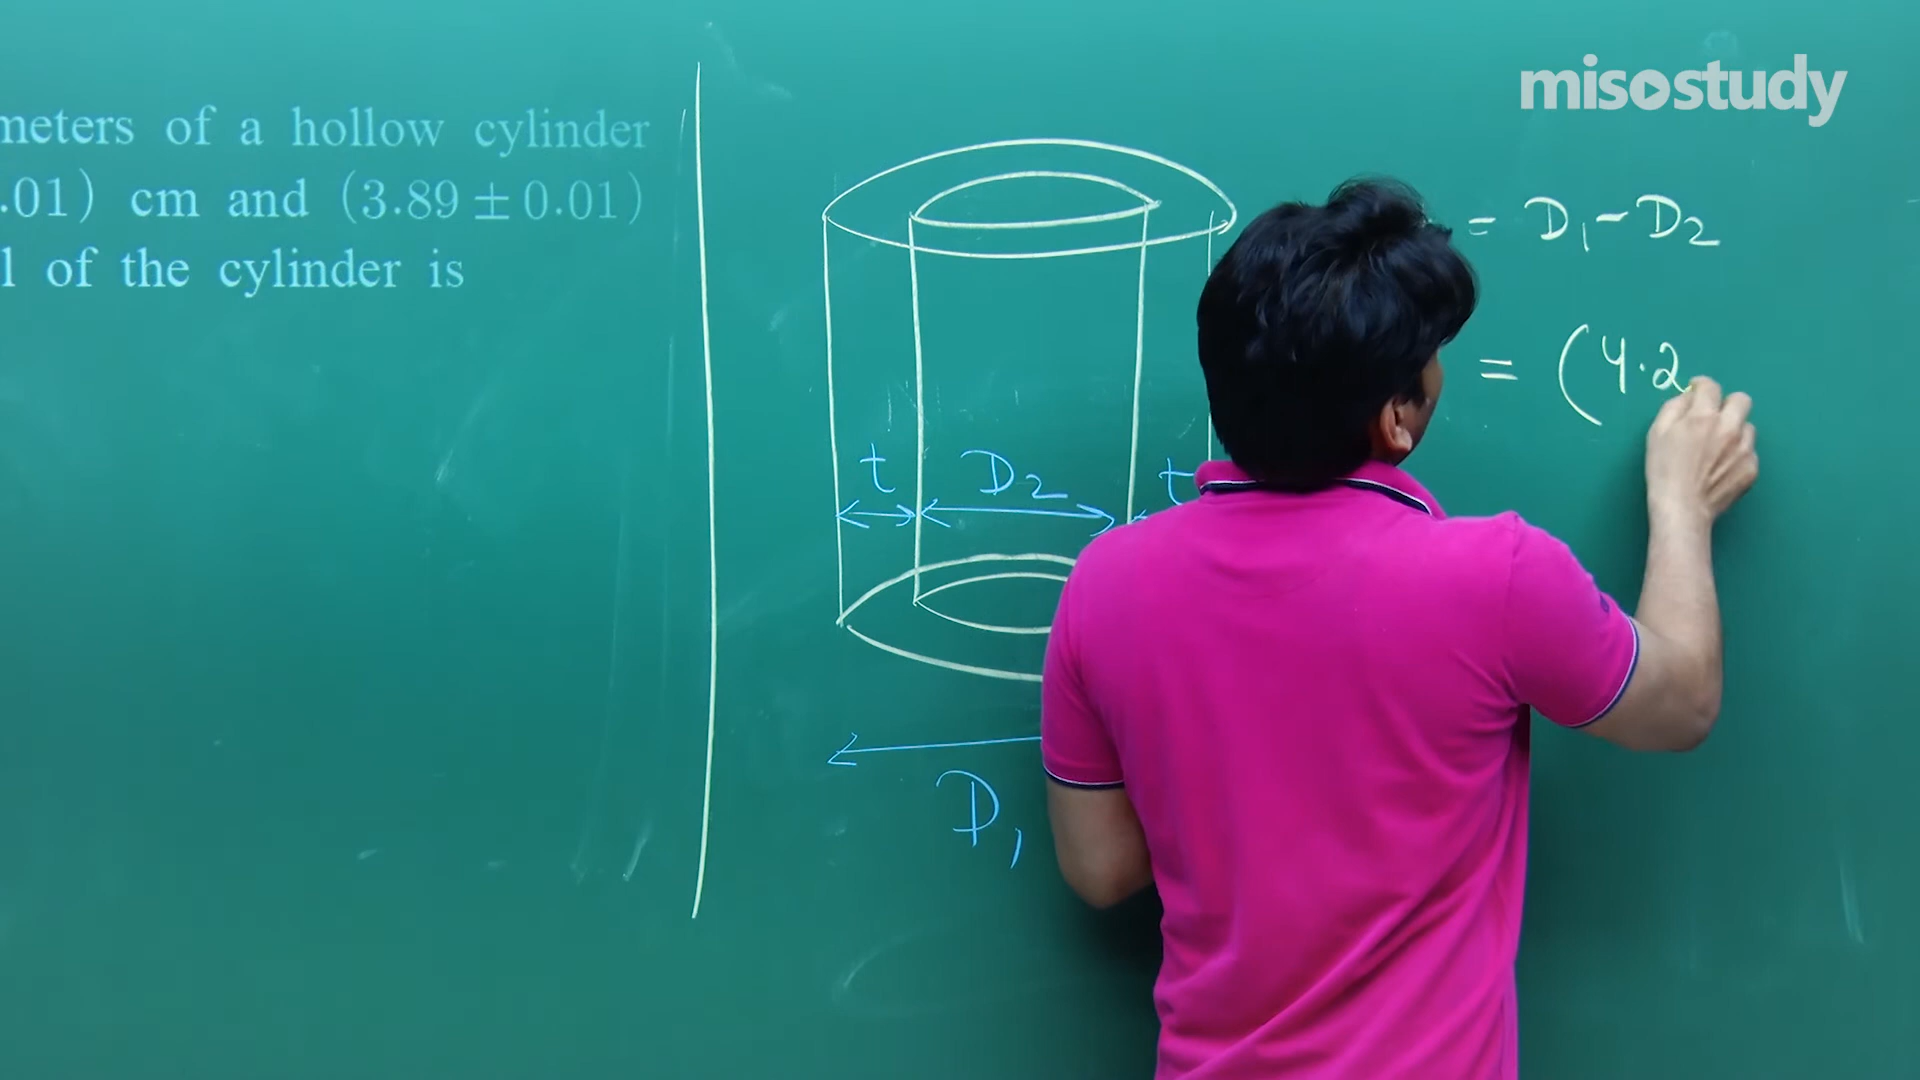 misostudy
meters of a hollow cylinder
.01) cm and (3.89 ± 0.01)
l of the cylinder is
= D₁ - D₂
= (4.2
t D₂ t
D₁